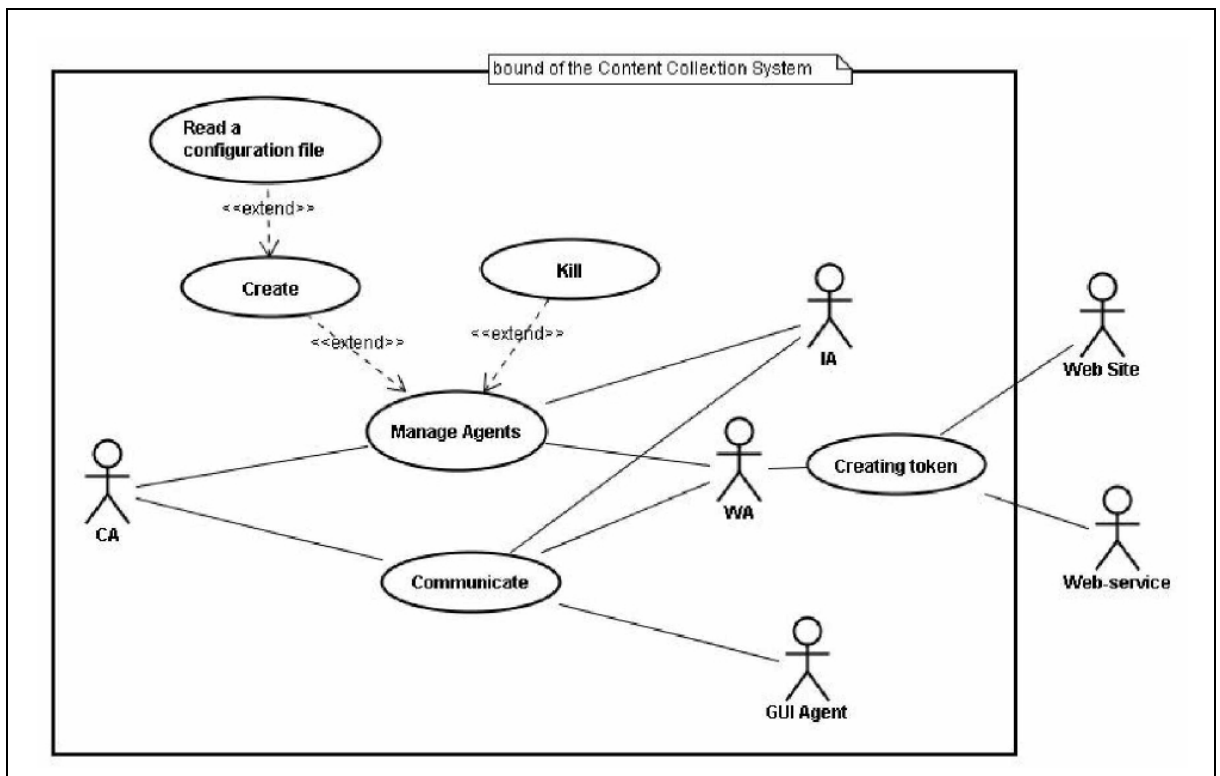 bound of the Content Collection System
Read a
configuration file
<<extend>>
Create
Kill
<<extend>>
<<extend>>
IA
Web Site
Manage Agents
Creating token
CA
WA
Communicate
Web-service
GUI Agent